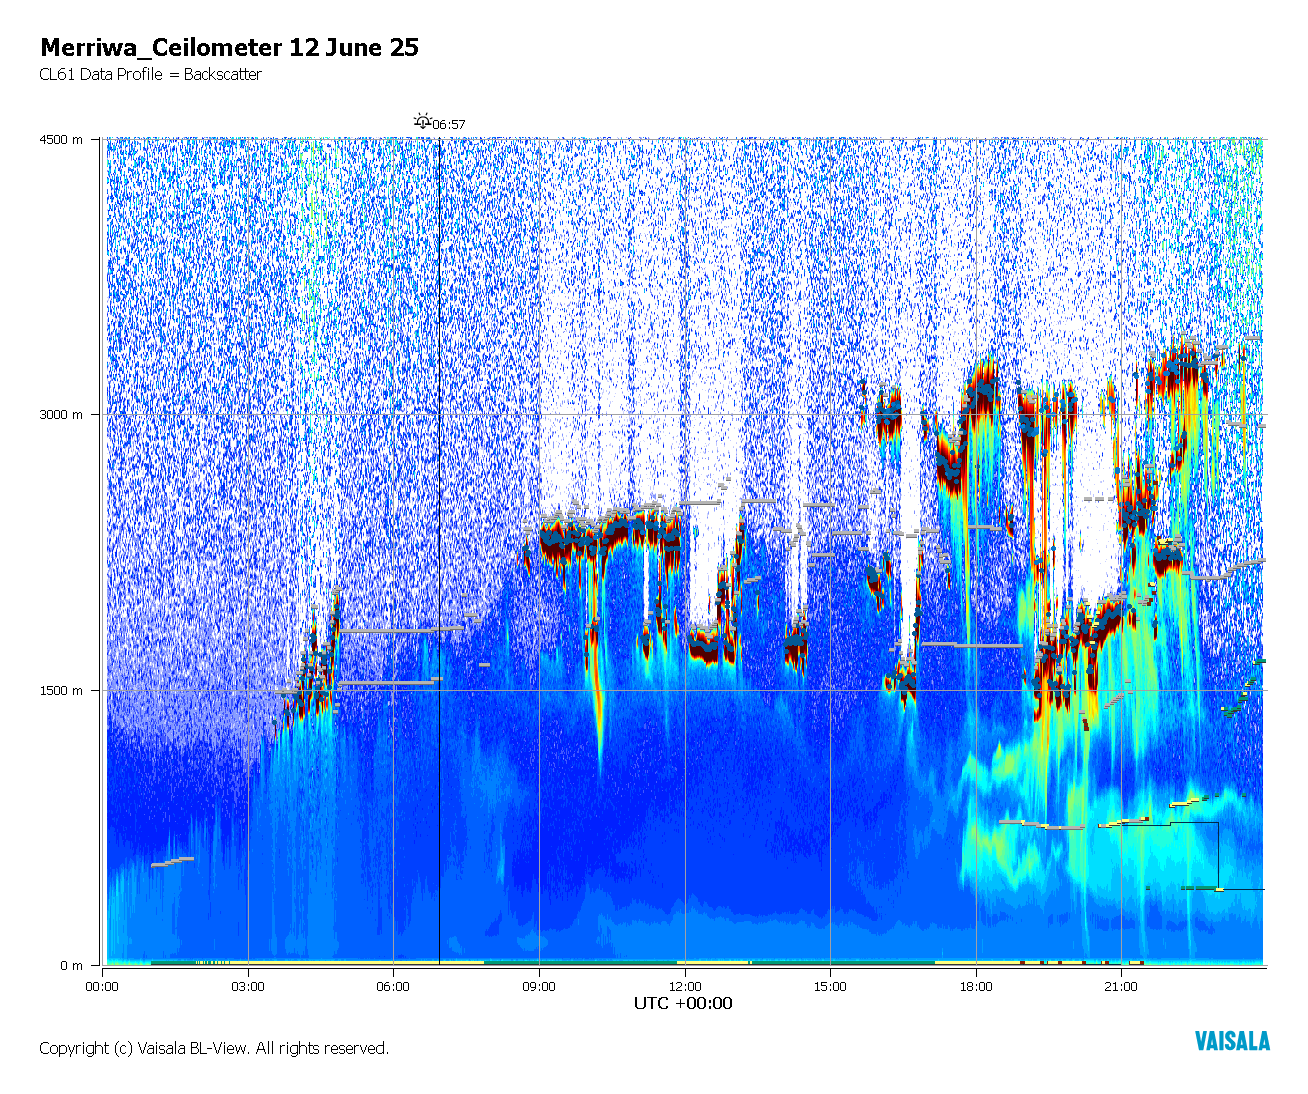 Merriwa_Ceilometer 12 June 25
CL61 Data Profile = Backscatter
06:57
4500 m
3000 m
1500 m
0 m
00:00 03:00 06:00 09:00 12:00 15:00 18:00 21:00
UTC +00:00
Copyright (c) Vaisala BL-View. All rights reserved.
VAISALA